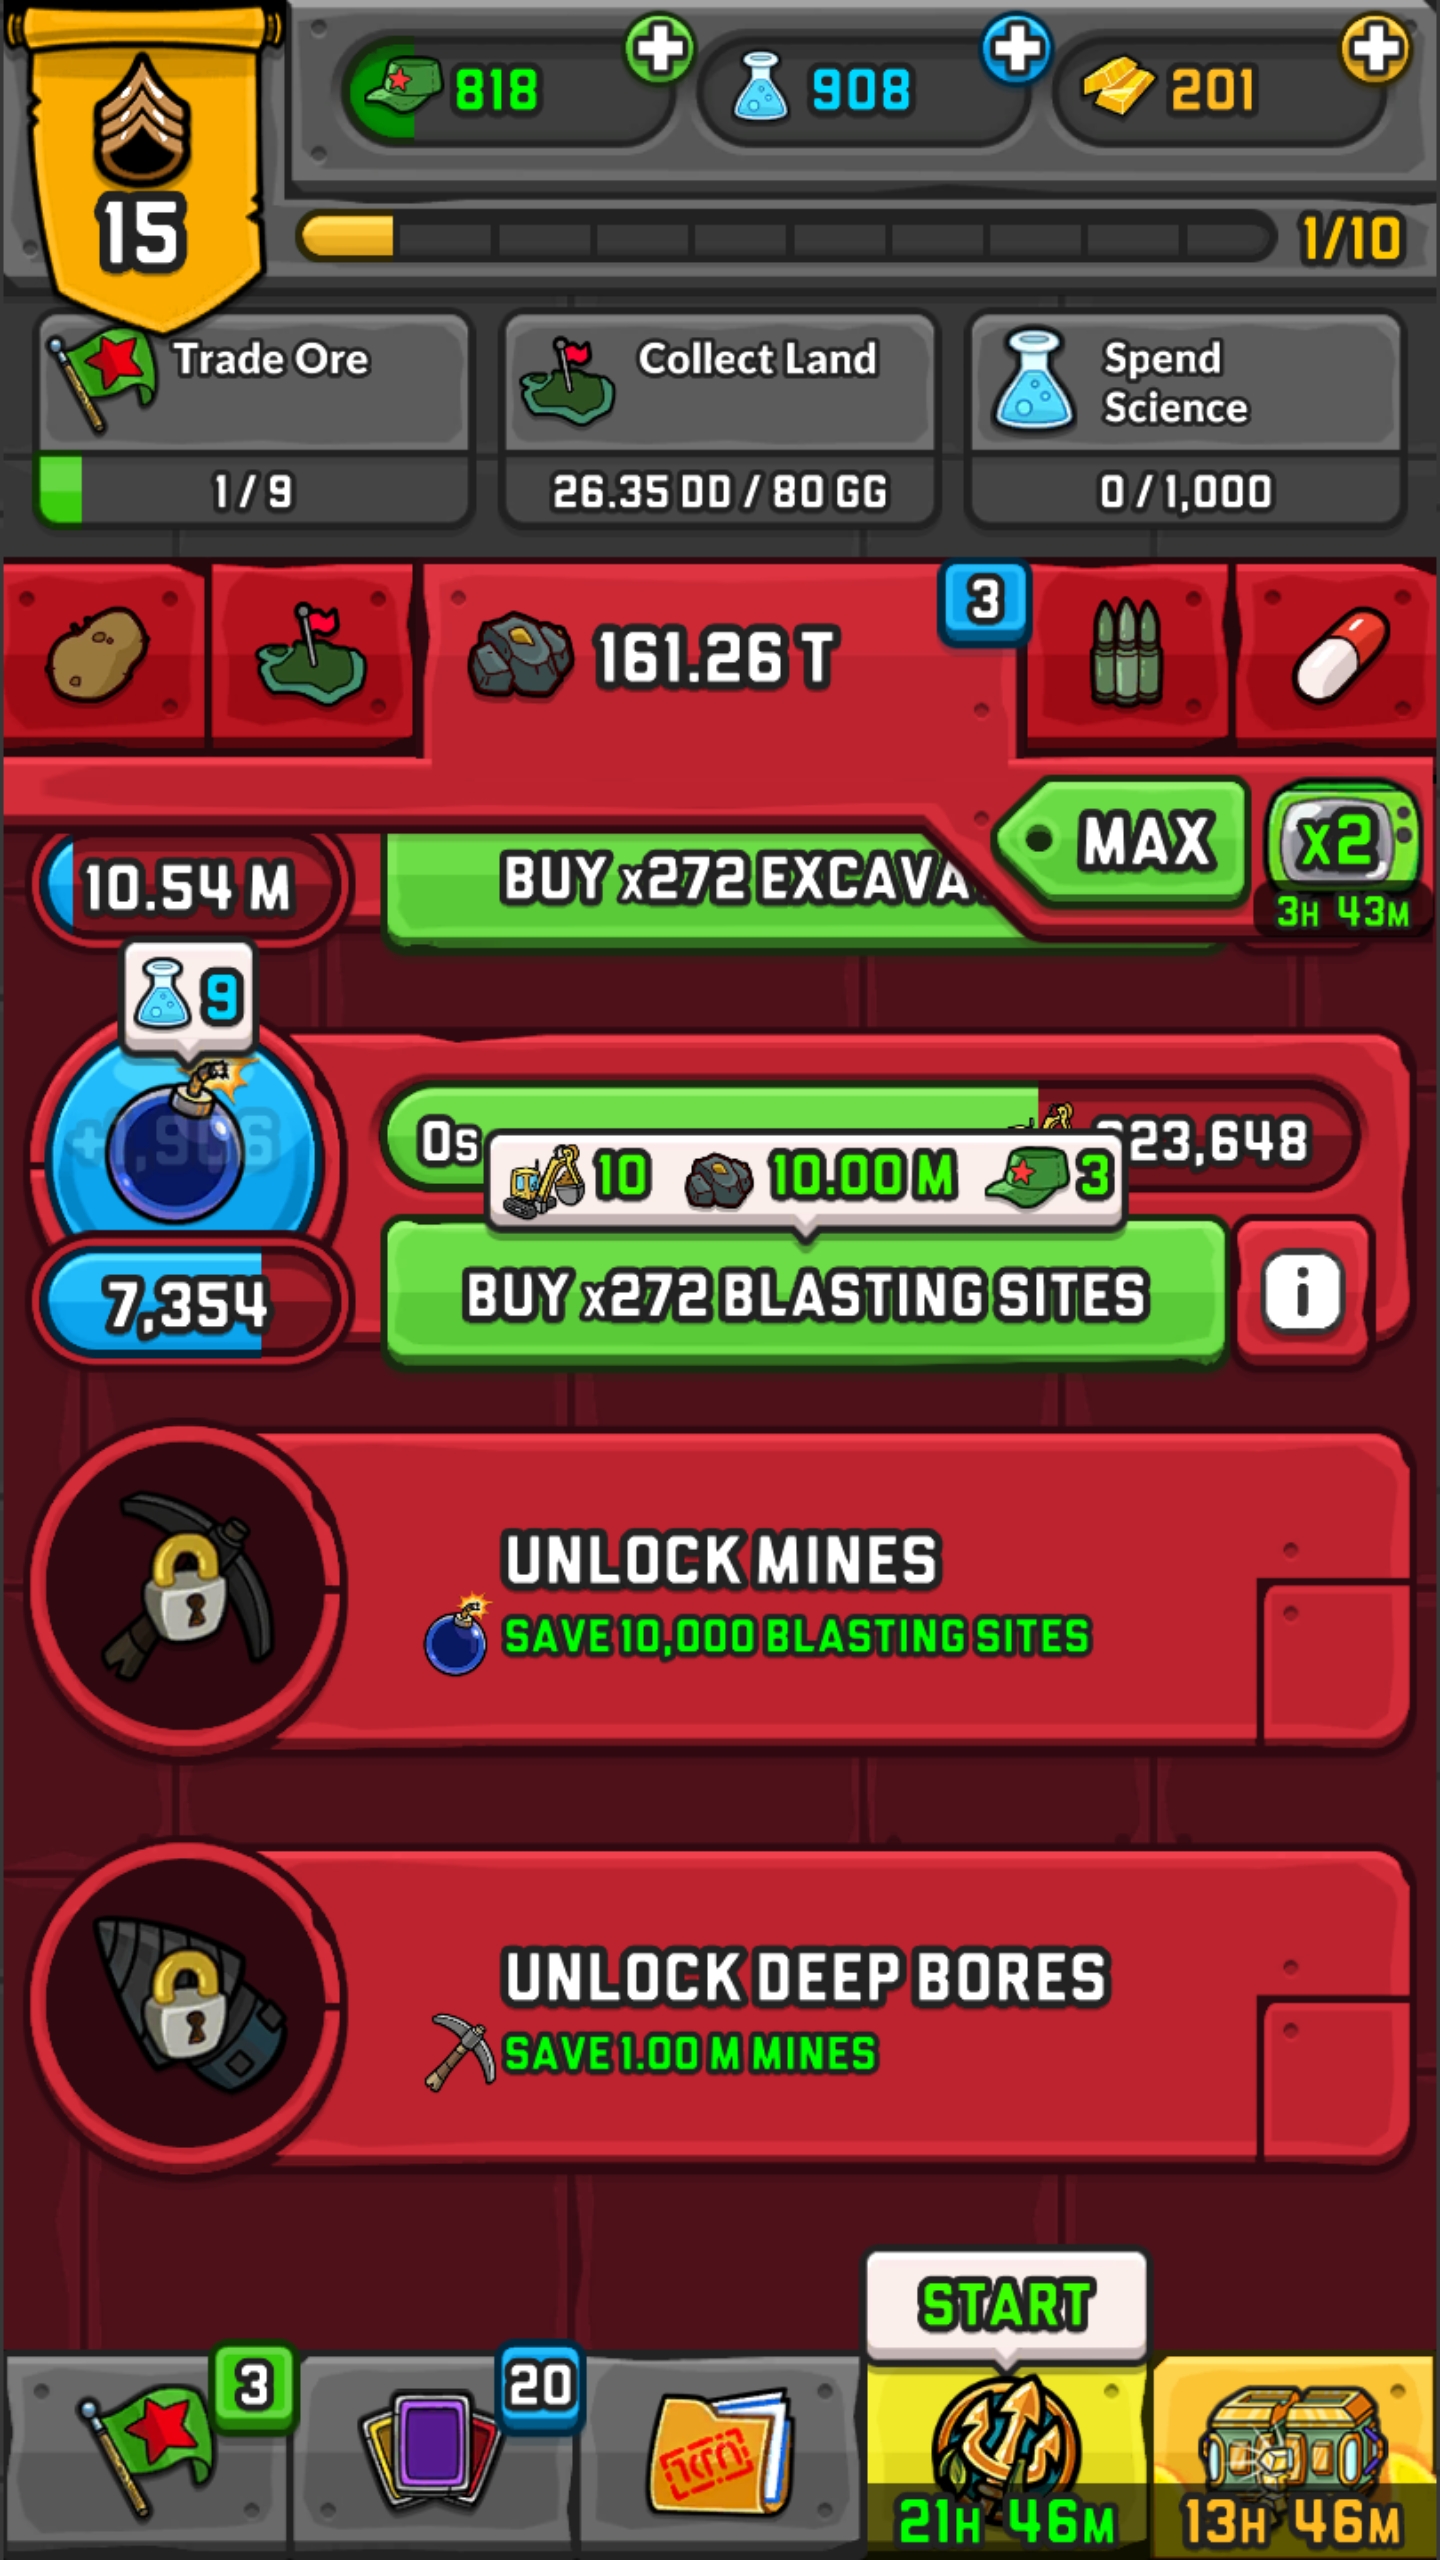 818
908
201
15
1/10
Trade Ore
Collect Land
Spend
Science
1 / 9
26.35 DD / 80 GG
0 / 1,000
161.26 T
3
MAX
x2
3H 43M
10.54 M
BUY x272 EXCAVA
9
0s
23,648
10
10.00 M
3
7,354
BUY x272 BLASTING SITES
i
UNLOCK MINES
SAVE 10,000 BLASTING SITES
UNLOCK DEEP BORES
SAVE 1.00 M MINES
START
3
20
21H 46M
13H 46M